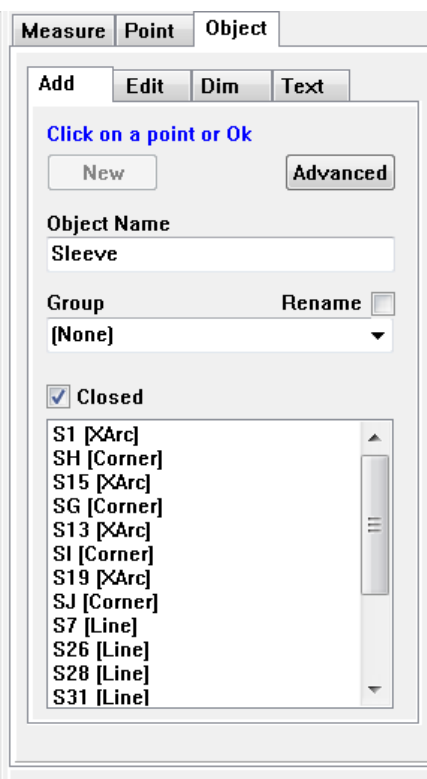 Measure Point Object
Add Edit Dim Text
Click on a point or Ok
New Advanced
Object Name
Sleeve
Group Rename
(None)
Closed
S1 [XArc]
SH [Corner]
S15 [XArc]
SG [Corner]
S13 [XArc]
SI [Corner]
S19 [XArc]
SJ [Corner]
S7 [Line]
S26 [Line]
S28 [Line]
S31 [Line]